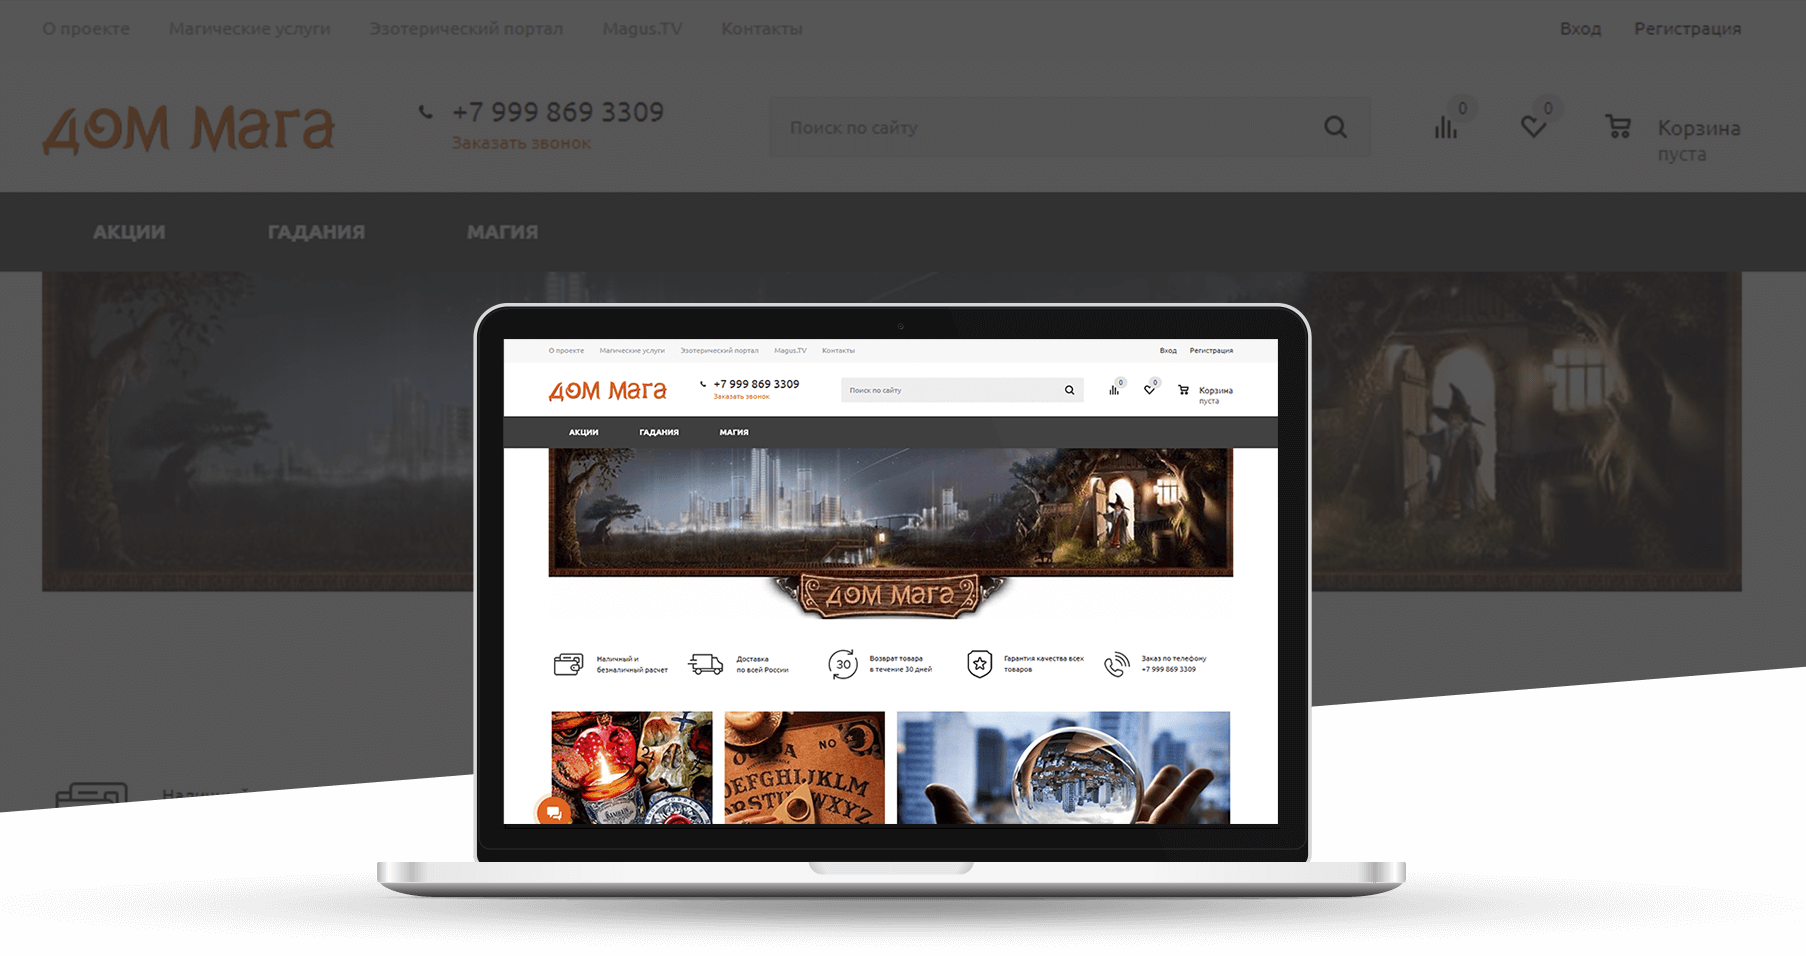 О проекте Магические услуги Эзотерический портал Magus.TV Контакты Вход Регистрация
дом мага +7 999 869 3309 Поиск по сайту 0 0 Корзина
Заказать звонок пуста
АКЦИИ ГАДАНИЯ МАГИЯ
О проекте Магические услуги Эзотерический портал Magus.TV Контакты Вход Регистрация
дом мага +7 999 869 3309 Поиск по сайту 0 0 Корзина
Заказать звонок пуста
АКЦИИ ГАДАНИЯ МАГИЯ
дом мага
Наличный и
безналичный расчет
Доставка
по всей России
30
Возврат товара
в течение 30 дней
Гарантия качества всех
товаров
Заказ по телефону
+7 999 869 3309
NO
DEFGHIJKLM
WXYZ